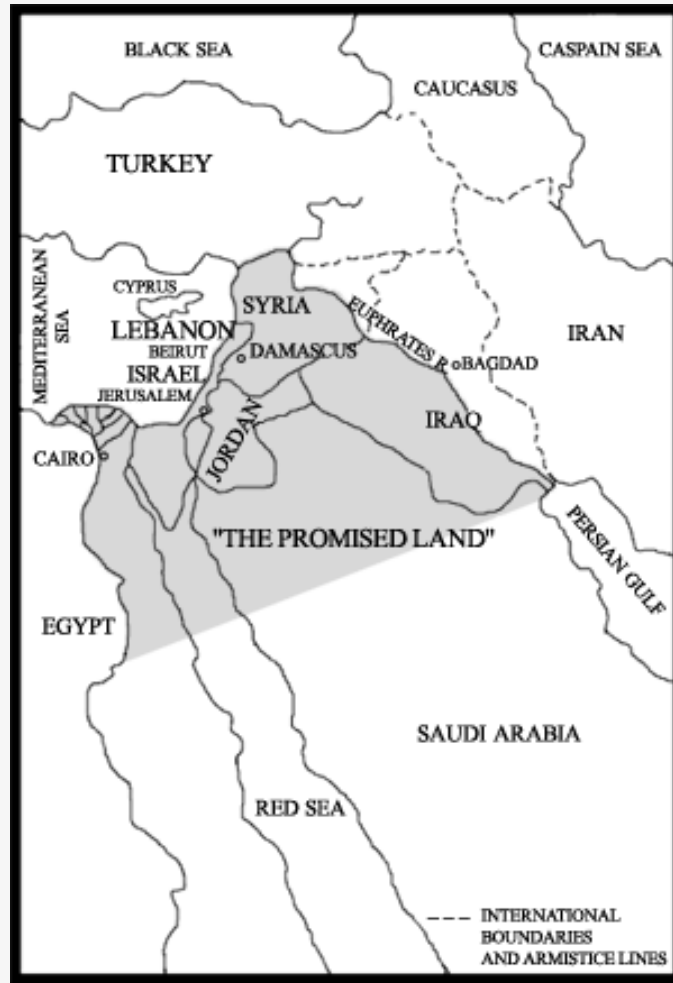 BLACK SEA
CASPAIN SEA
CAUCASUS
TURKEY
MEDITERRANEAN
SEA
CYPRUS
SYRIA
LEBANON
BEIRUT
EUPHRATES R
IRAN
DAMASCUS
BAGDAD
ISRAEL
JERUSALEM
JORDAN
IRAQ
CAIRO
"THE PROMISED LAND"
PERSIAN GULF
EGYPT
SAUDI ARABIA
RED SEA
INTERNATIONAL
BOUNDARIES
AND ARMISTICE LINES